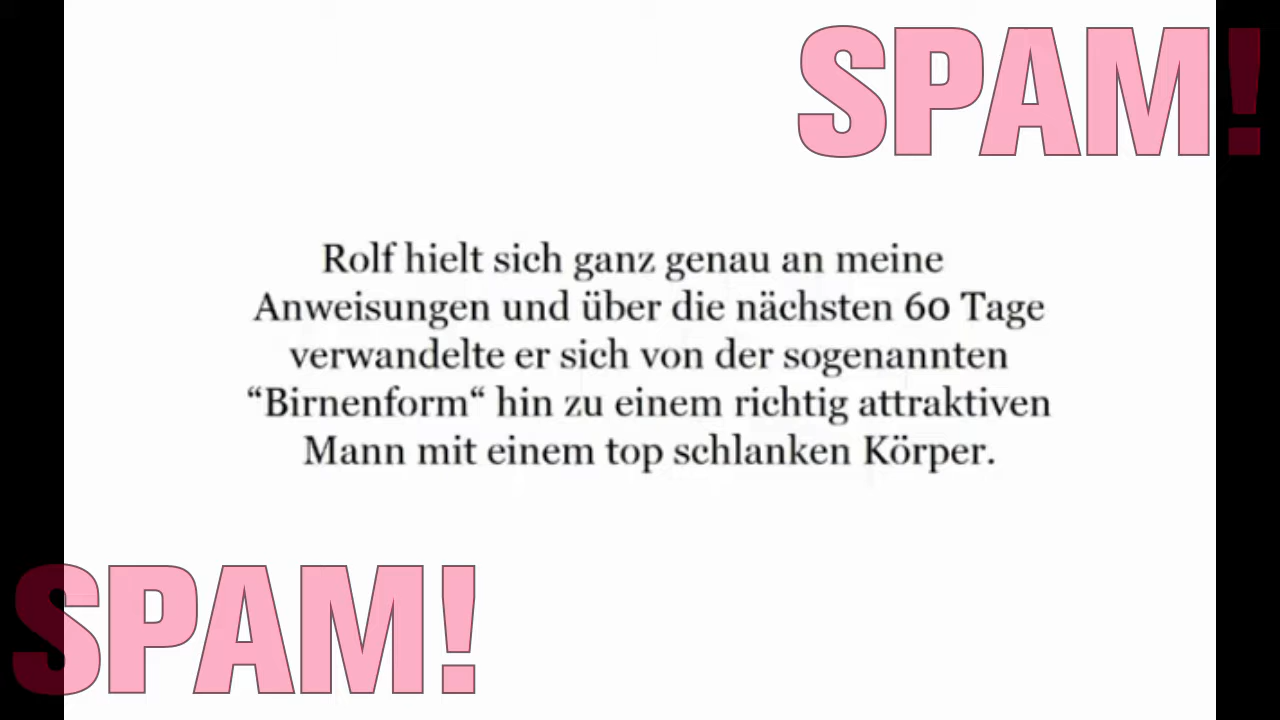 SPAM!
Rolf hielt sich ganz genau an meine
Anweisungen und über die nächsten 60 Tage
verwandelte er sich von der sogenannten
“Birnenform“ hin zu einem richtig attraktiven
Mann mit einem top schlanken Körper.
SPAM!